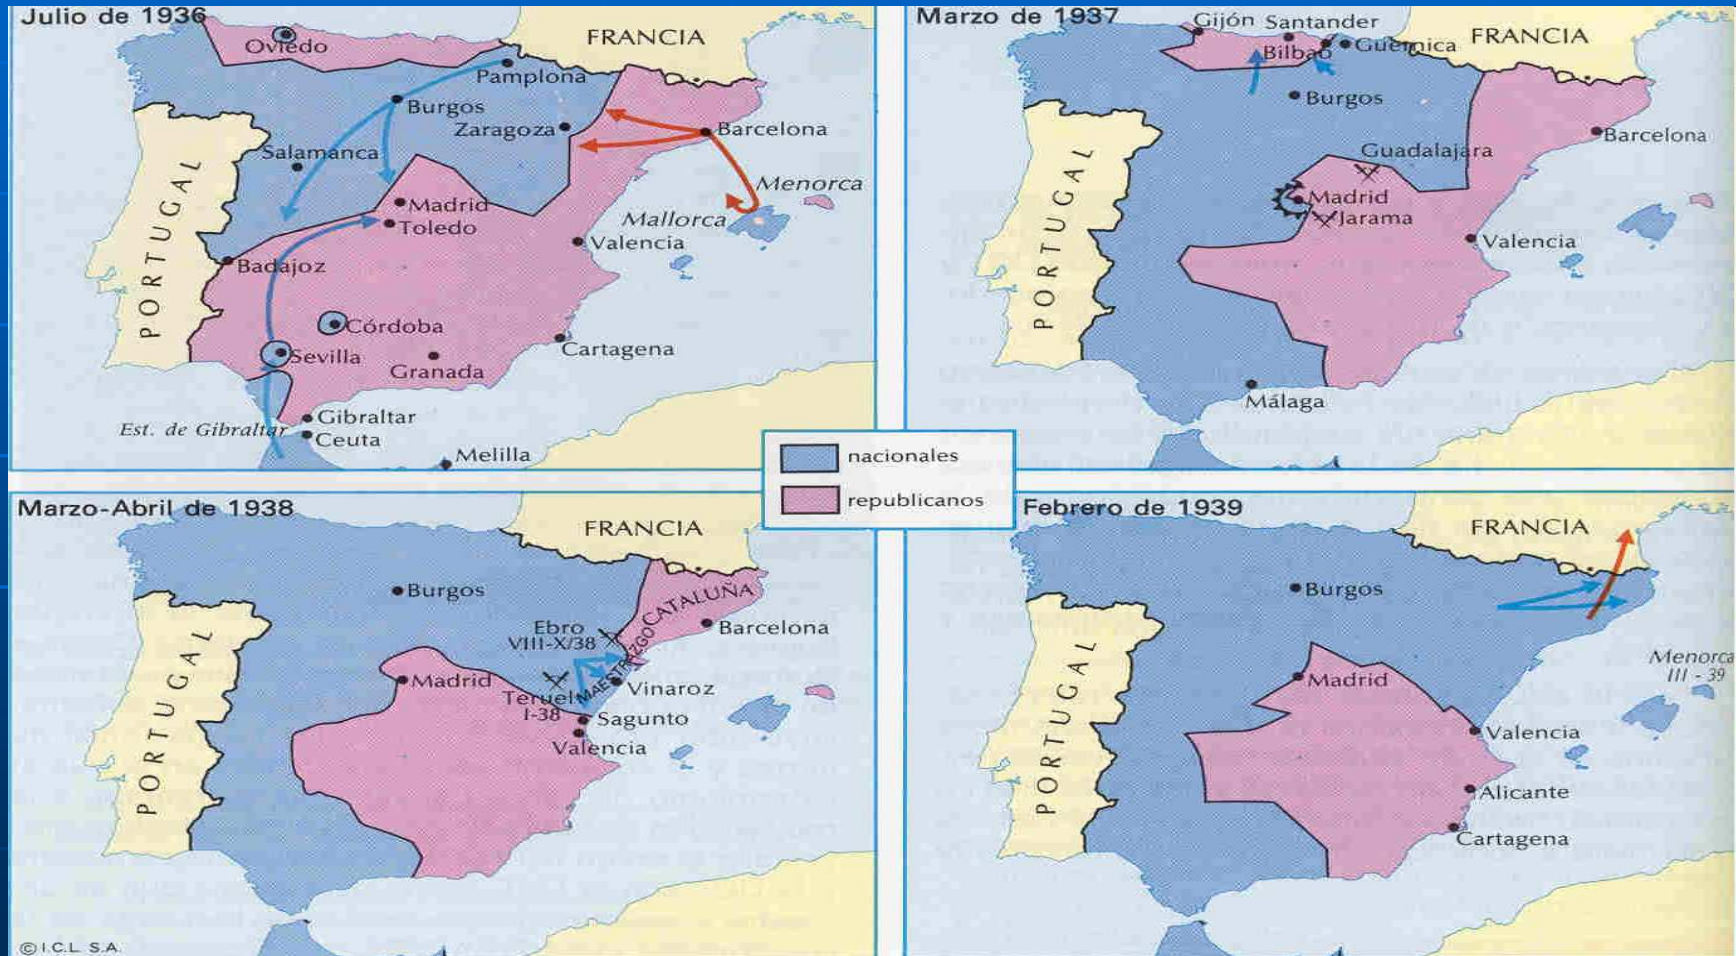 Julio de 1936
FRANCIA
Oviedo
Pamplona
Burgos
Zaragoza
Barcelona
Salamanca
Menorca
Mallorca
Madrid
Toledo
Valencia
Badajoz
PORTUGAL
Córdoba
Sevilla
Cartagena
Granada
Gibraltar
Est. de Gibraltar
Ceuta
Melilla
Marzo de 1937
Gijón
Santander
FRANCIA
Bilbao
Guernica
Burgos
Barcelona
Guadalajara
Madrid
Jarama
Valencia
PORTUGAL
Málaga
nacionales
republicanos
Marzo-Abril de 1938
FRANCIA
Burgos
CATALUÑA
Barcelona
Ebro
VIII-X/38
MAESTRAZGO
Madrid
Teruel
I-38
Vinaroz
Sagunto
Valencia
PORTUGAL
© I.C.L. S.A.
Febrero de 1939
FRANCIA
Burgos
Menorca
III - 39
Madrid
Valencia
PORTUGAL
Alicante
Cartagena